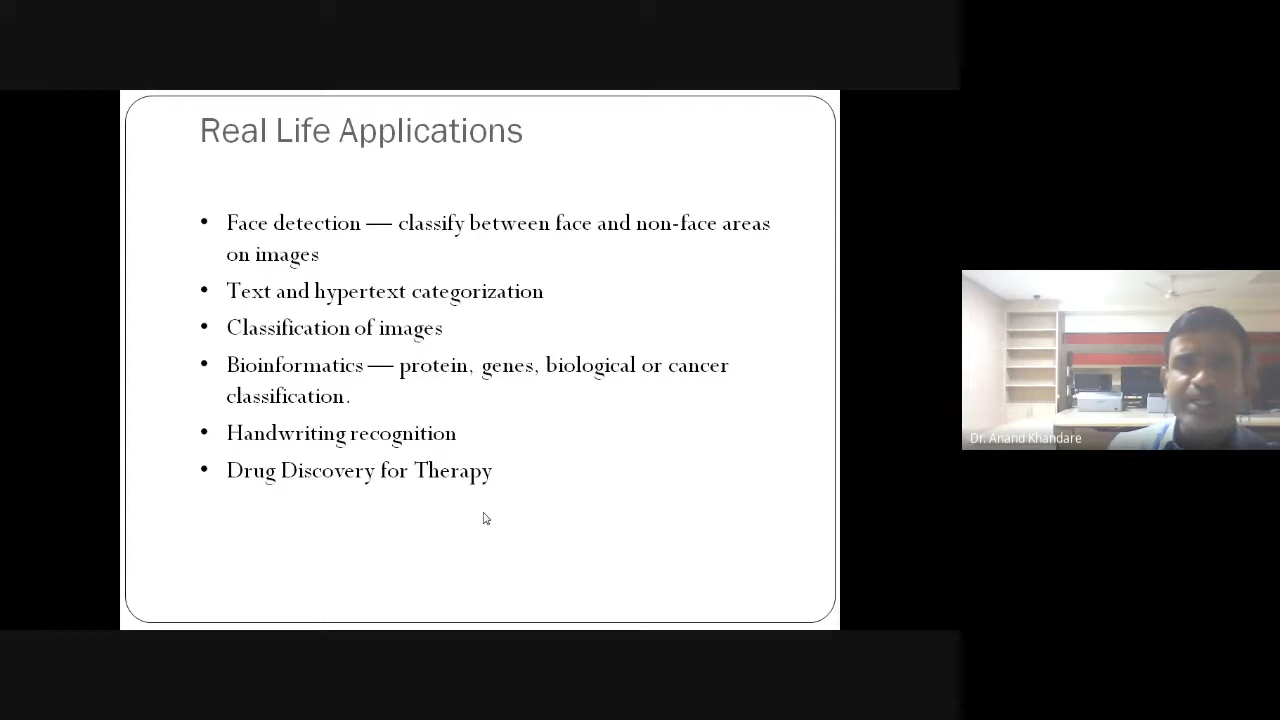 Real Life Applications
• Face detection — classify between face and non-face areas
on images
• Text and hypertext categorization
• Classification of images
• Bioinformatics — protein, genes, biological or cancer
classification.
• Handwriting recognition
• Drug Discovery for Therapy
Dr. Anand Khandare